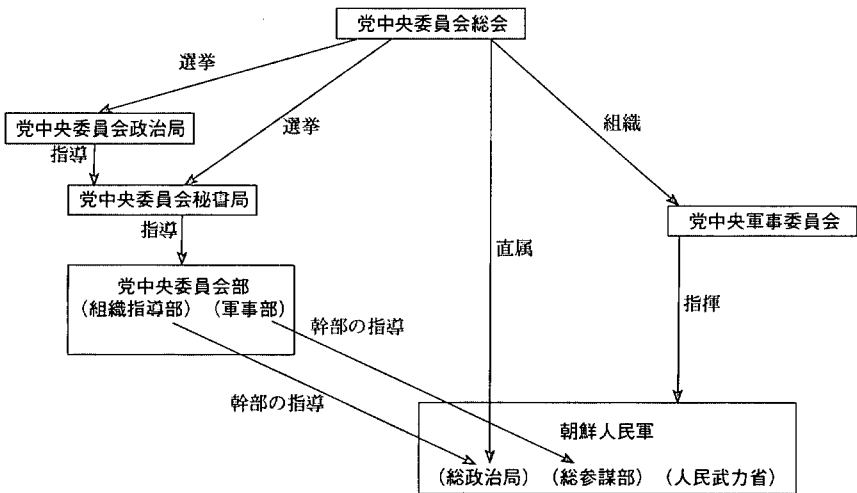 党中央委員会総会
選挙
党中央委員会政治局
選挙
組織
指導
党中央委員会秘書局
党中央軍事委員会
指導
直属
党中央委員会部
(組織指導部) (軍事部)
指揮
幹部の指導
幹部の指導
朝鮮人民軍
(総政治局) (総参謀部) (人民武力省)